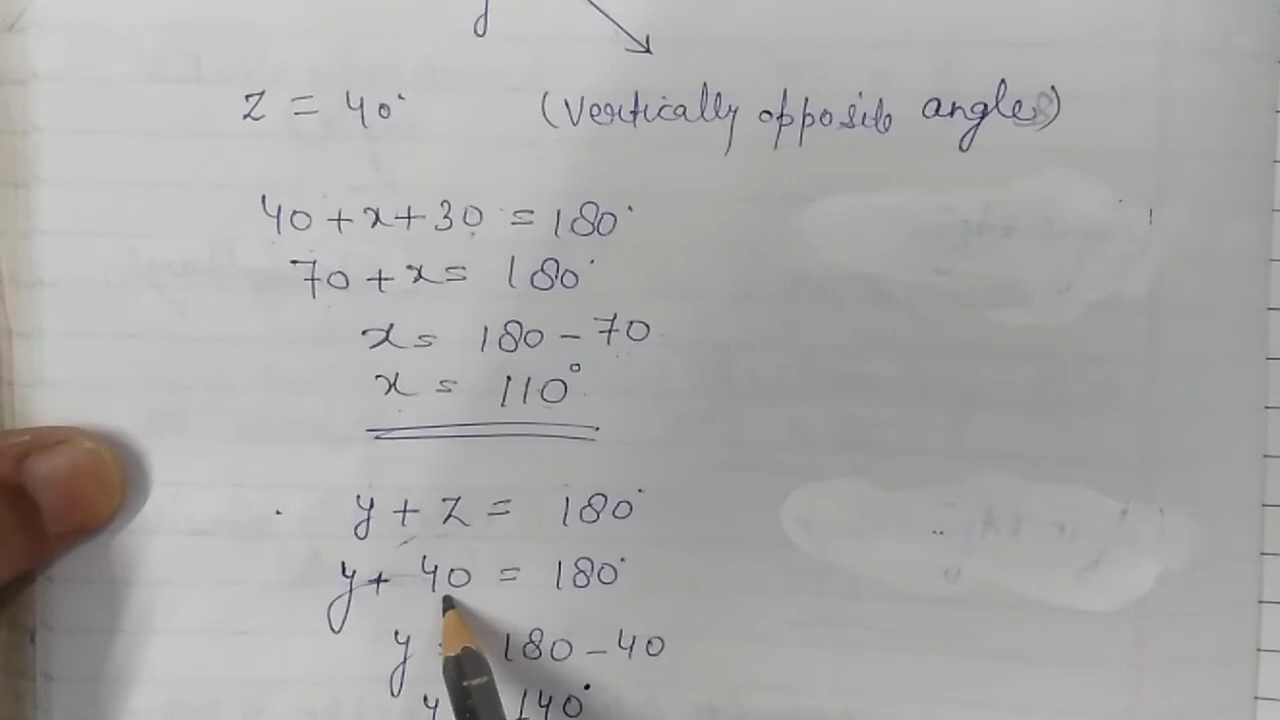 y
z = 40°
(vertically opposite angles)
40 + x + 30 = 180°
70 + x = 180°
x = 180 - 70
x = 110°
y + z = 180°
y + 40 = 180°
y = 180 - 40
y 140°